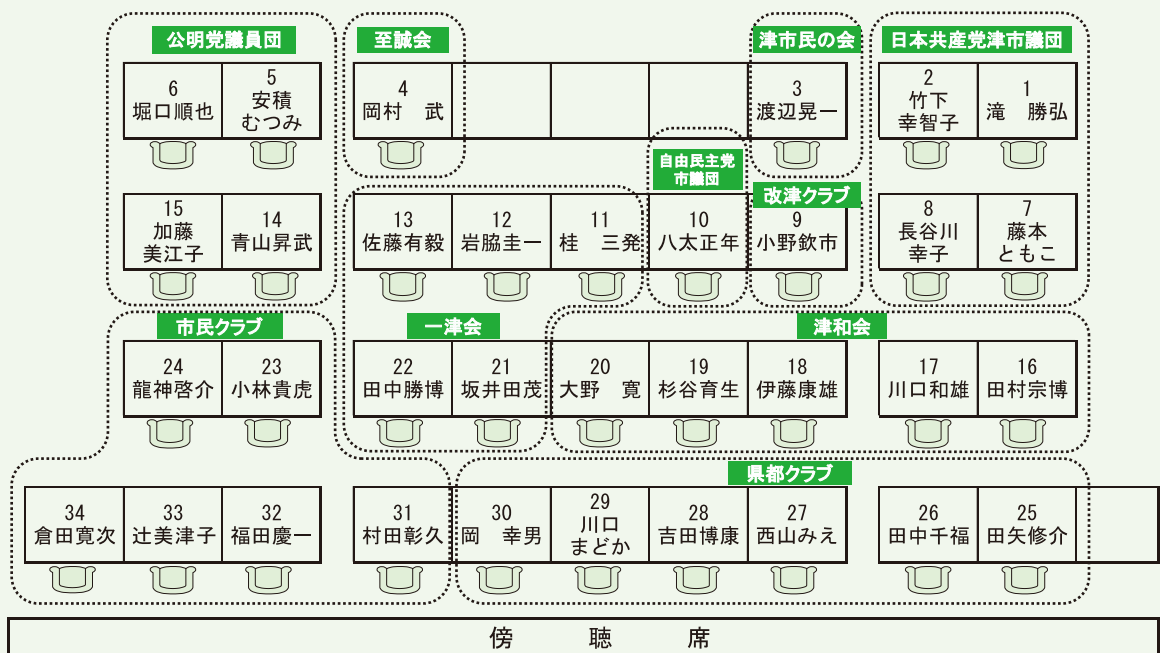 公明党議員団
至誠会
津市民の会
日本共産党津市議団
6
堀口順也
5
安積
むつみ
4
岡村　武
3
渡辺晃一
2
竹下
幸智子
1
滝　勝弘
自由民主党
市議団
改津クラブ
15
加藤
美江子
14
青山昇武
13
佐藤有毅
12
岩脇圭一
11
桂　三発
10
八太正年
9
小野欽市
8
長谷川
幸子
7
藤本
ともこ
市民クラブ
一津会
津和会
24
龍神啓介
23
小林貴虎
22
田中勝博
21
坂井田茂
20
大野　寛
19
杉谷育生
18
伊藤康雄
17
川口和雄
16
田村宗博
県都クラブ
34
倉田寛次
33
辻美津子
32
福田慶一
31
村田彰久
30
岡　幸男
29
川口
まどか
28
吉田博康
27
西山みえ
26
田中千福
25
田矢修介
傍　聴　席